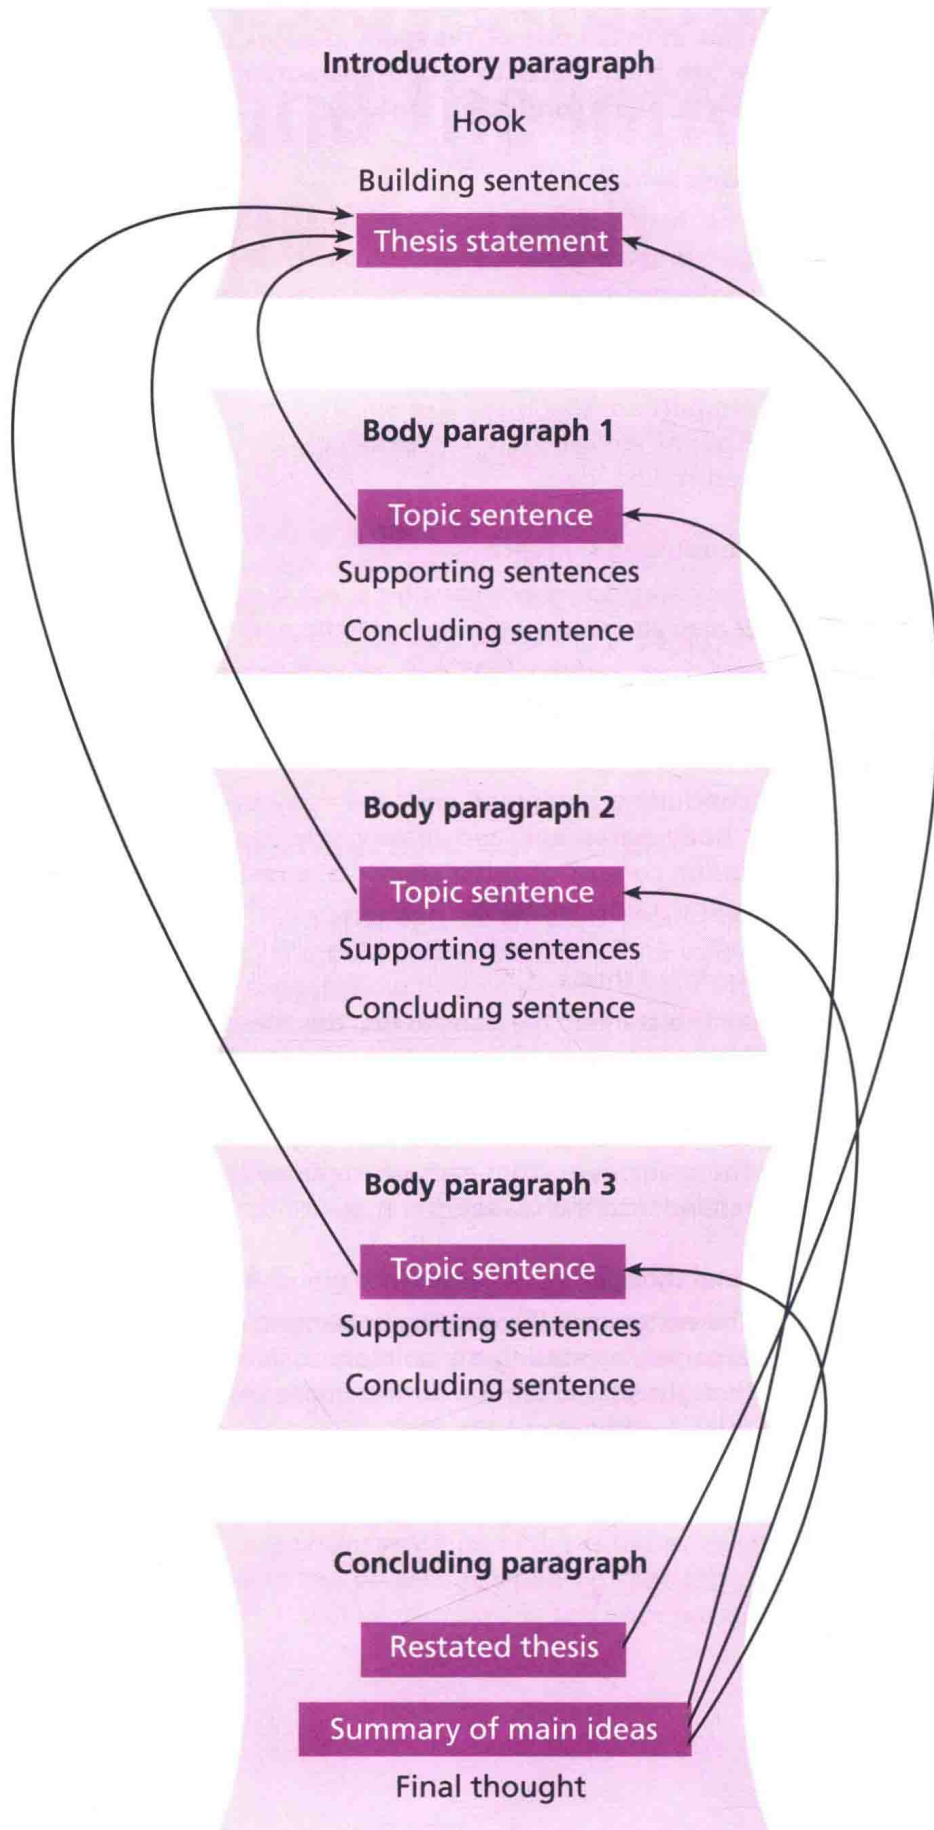 Introductory paragraph
Hook
Building sentences
Thesis statement
Body paragraph 1
Topic sentence
Supporting sentences
Concluding sentence
Body paragraph 2
Topic sentence
Supporting sentences
Concluding sentence
Body paragraph 3
Topic sentence
Supporting sentences
Concluding sentence
Concluding paragraph
Restated thesis
Summary of main ideas
Final thought